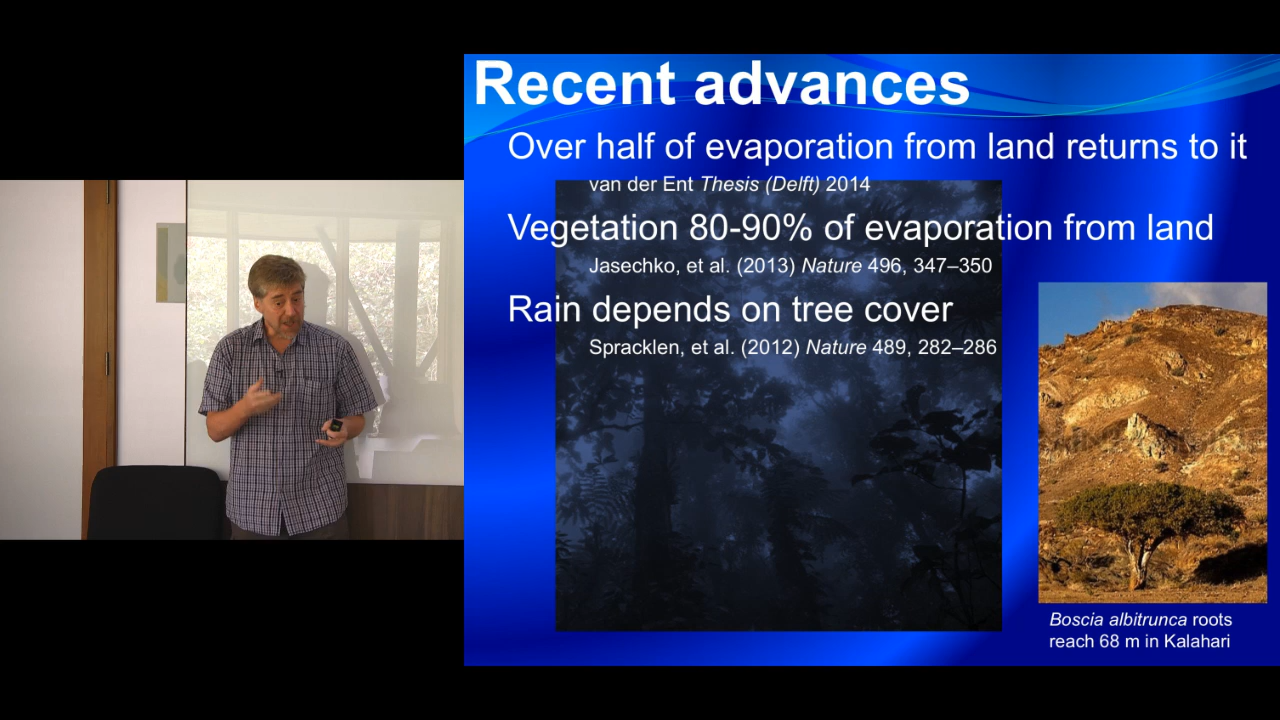 Recent advances
Over half of evaporation from land returns to it
van der Ent Thesis (Delft) 2014
Vegetation 80-90% of evaporation from land
Jasechko, et al. (2013) Nature 496, 347–350
Rain depends on tree cover
Spracklen, et al. (2012) Nature 489, 282–286
Boscia albitrunca roots
reach 68 m in Kalahari